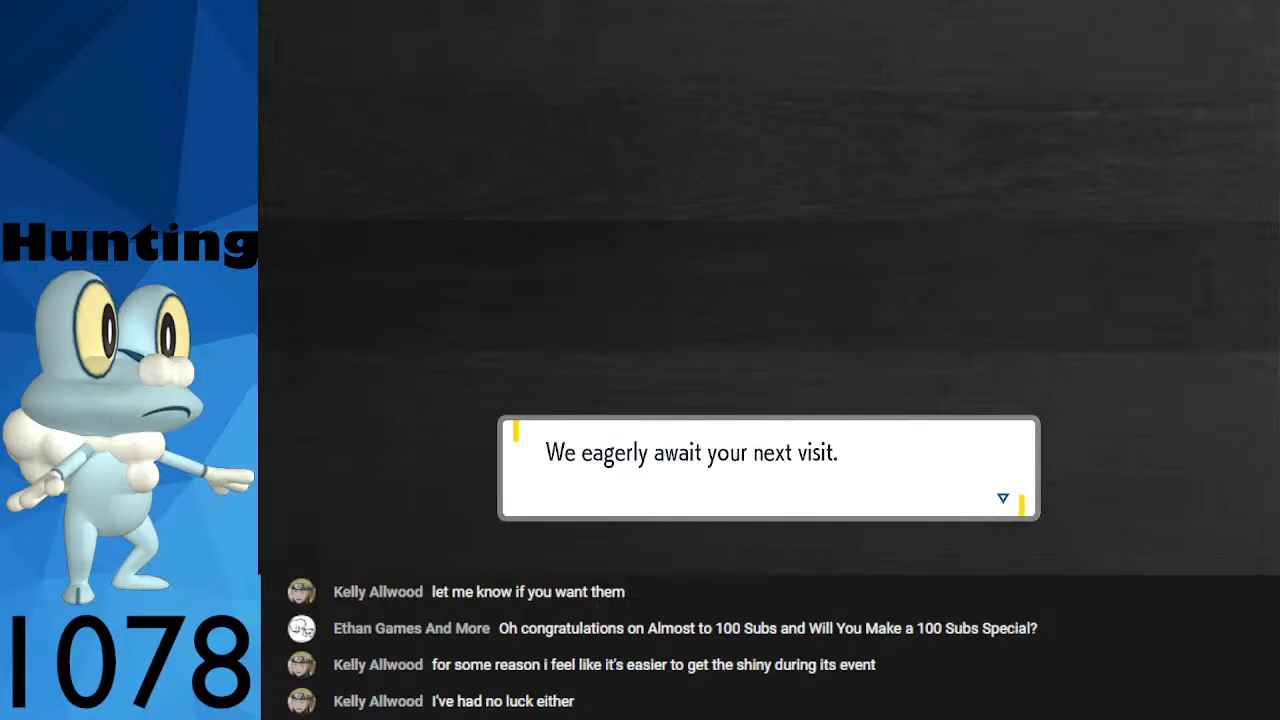 Hunting
1078
We eagerly await your next visit.
Kelly Allwood let me know if you want them
Ethan Games And More Oh congratulations on Almost to 100 Subs and Will You Make a 100 Subs Special?
Kelly Allwood for some reason i feel like it's easier to get the shiny during its event
Kelly Allwood I've had no luck either